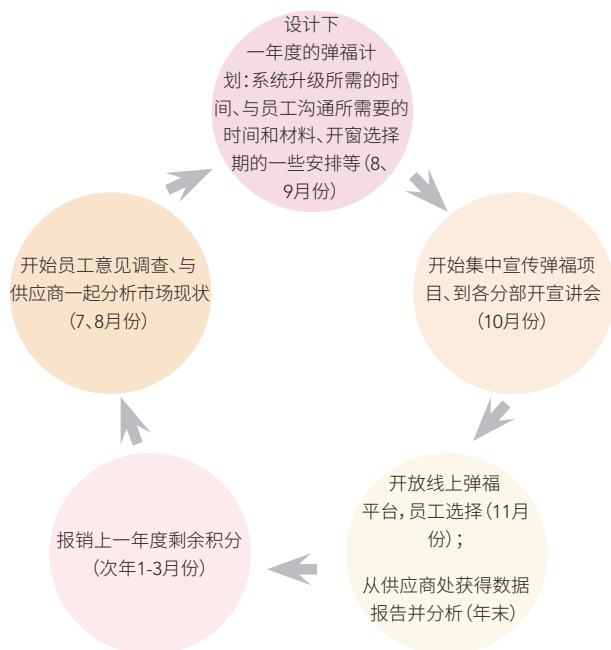 设计下
一年度的弹福计
划：系统升级所需的时
间、与员工沟通所需要的
时间和材料、开窗选择
期的一些安排等（8、
9月份）
开始集中宣传弹福项
目、到各分部开宣讲会
（10月份）
开放线上弹福
平台，员工选择（11月
份）；
从供应商处获得数据
报告并分析（年末）
报销上一年度剩余积分
（次年1-3月份）
开始员工意见调查、与
供应商一起分析市场现状
（7、8月份）